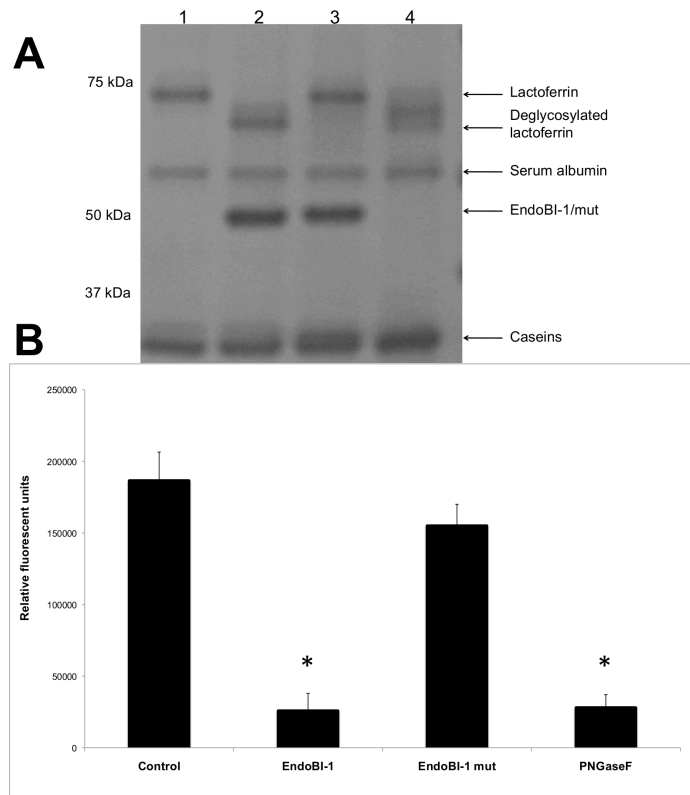 A
1 2 3 4
75 kDa
50 kDa
37 kDa
Lactoferrin
Deglycosylated
lactoferrin
Serum albumin
EndoBI-1/mut
Caseins
B
Relative fluorescent units
250000
200000
150000
100000
50000
0
*
*
Control
EndoBI-1
EndoBI-1 mut
PNGaseF